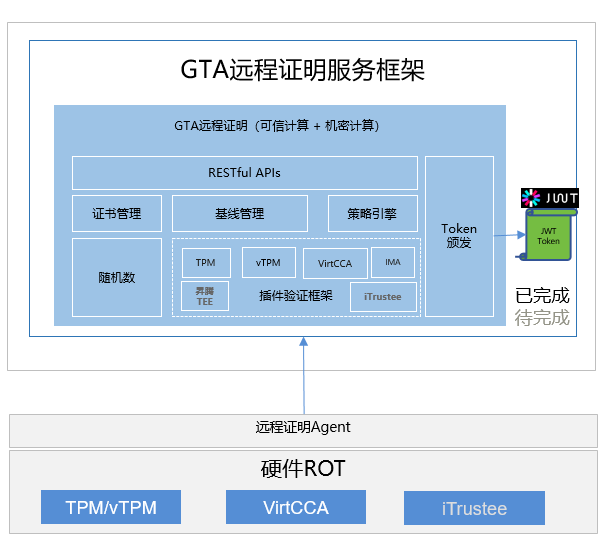 GTA远程证明服务框架
GTA远程证明（可信计算 + 机密计算）
RESTful APIs
证书管理
基线管理
策略引擎
Token
颁发
JWT
JWT
Token
随机数
TPM
vTPM
VirtCCA
IMA
昇腾
TEE
插件验证框架
iTrustee
已完成
待完成
远程证明Agent
硬件ROT
TPM/vTPM
VirtCCA
iTrustee